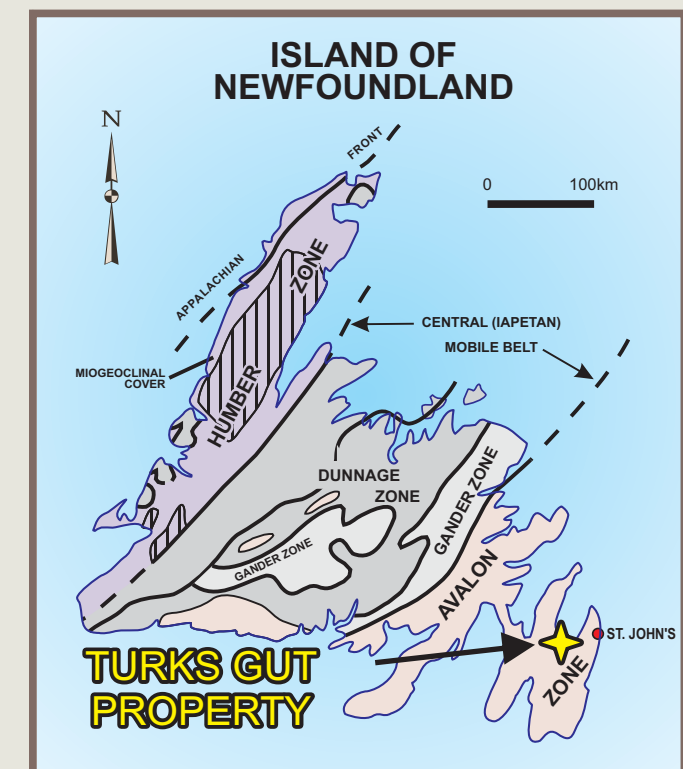 ISLAND OF
NEWFOUNDLAND
N
FRONT
0 100km
APPALACHIAN
ZONE
CENTRAL (IAPETAN)
MOBILE BELT
MIOGEOCLINAL
COVER
HUMBER
DUNNAGE
ZONE
GANDER ZONE
GANDER ZONE
AVALON
ST. JOHN'S
TURKS GUT
PROPERTY
ZONE